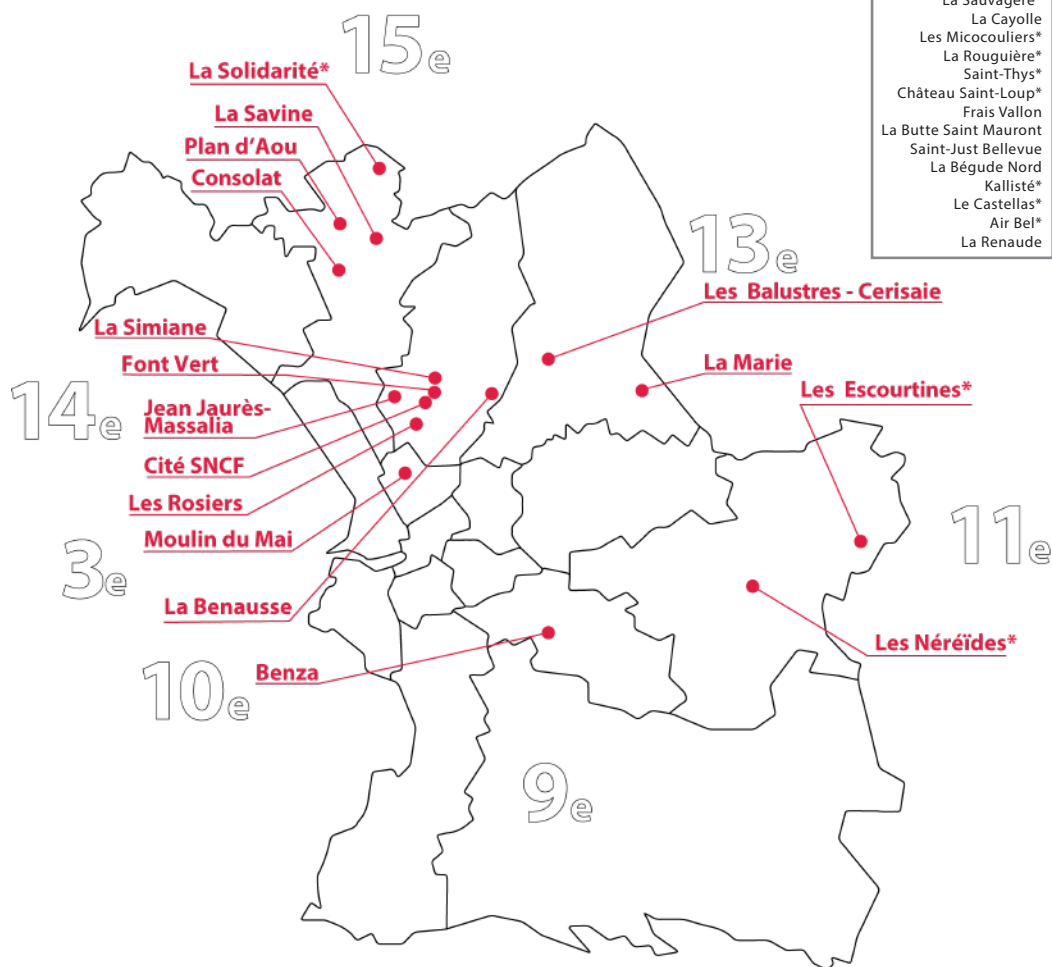 La Sauvagère
La Cayolle
Les Micocouliers*
La Rouguière*
Saint-Thys*
Château Saint-Loup*
Frais Vallon
La Butte Saint Mauront
Saint-Just Bellevue
La Bégude Nord
Kallisté*
Le Castellas*
Air Bel*
La Renaude
15e
La Solidarité*
La Savine
Plan d'Aou
Consolat
13e
Les Balustres - Cerisaie
La Simiane
Font Vert
La Marie
14e
Jean Jaurès-
Massalia
Les Escourtines*
Cité SNCF
Les Rosiers
Moulin du Mai
11e
3e
La Benausse
Les Néréïdes*
10e
Benza
9e